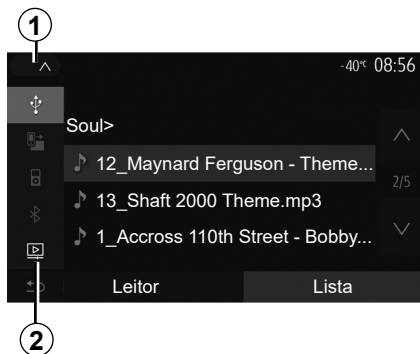 1
-40°C 08:56
Soul>
12_Maynard Ferguson - Theme...
2/5
13_Shaft 2000 Theme.mp3
1_Accross 110th Street - Bobby...
Leitor Lista
2